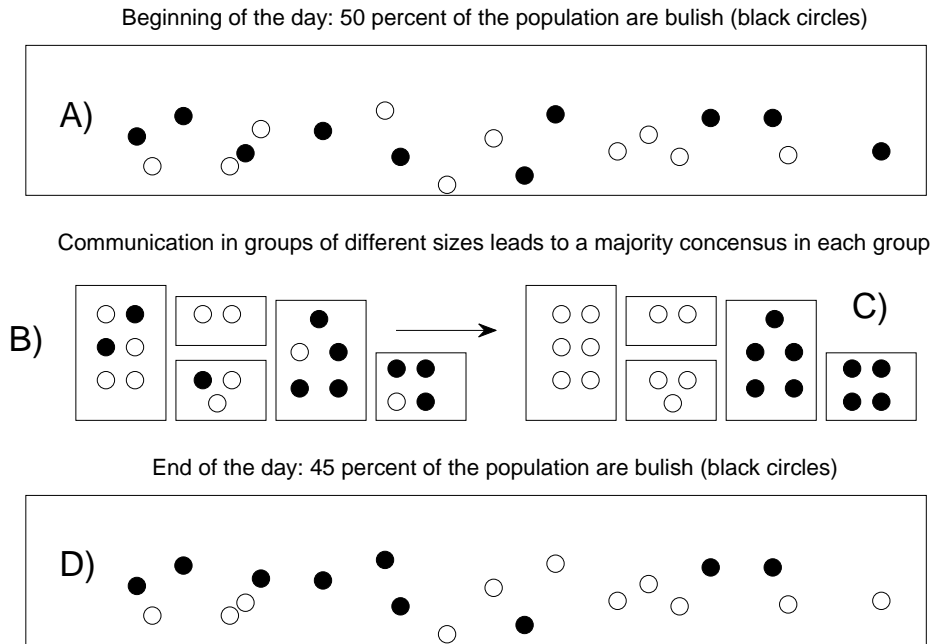 Beginning of the day: 50 percent of the population are bulish (black circles)
A)
Communication in groups of different sizes leads to a majority concensus in each group
B)
C)
End of the day: 45 percent of the population are bulish (black circles)
D)